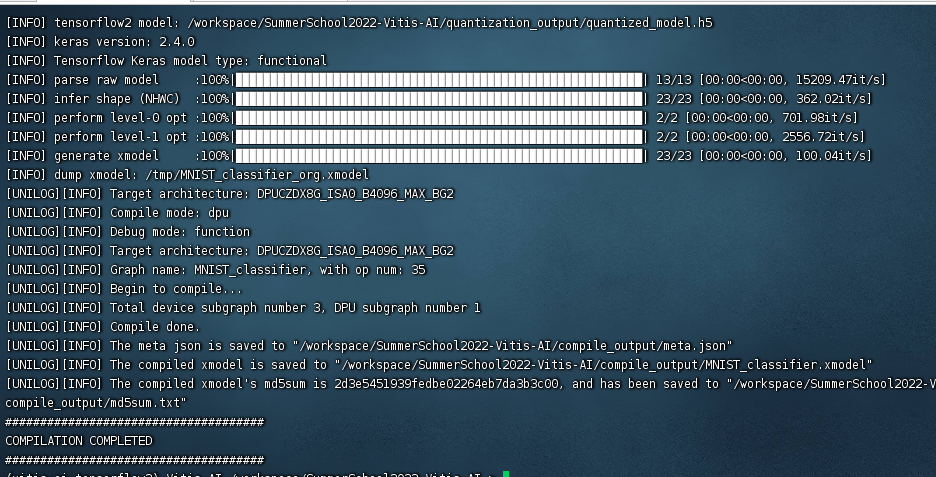 [INFO] tensorflow2 model: /workspace/SummerSchool2022-Vitis-AI/quantization_output/quantized_model.h5
[INFO] keras version: 2.4.0
[INFO] Tensorflow Keras model type: functional
[INFO] parse raw model     :100%| | 13/13 [00:00<00:00, 15209.47it/s]
[INFO] infer shape (NHWC)  :100%| | 23/23 [00:00<00:00, 362.02it/s]
[INFO] perform level-0 opt :100%| | 2/2 [00:00<00:00, 701.98it/s]
[INFO] perform level-1 opt :100%| | 2/2 [00:00<00:00, 2556.72it/s]
[INFO] generate xmodel     :100%| | 23/23 [00:00<00:00, 100.04it/s]
[INFO] dump xmodel: /tmp/MNIST_classifier_org.xmodel
[UNILOG][INFO] Target architecture: DPUCZDX8G_ISA0_B4096_MAX_BG2
[UNILOG][INFO] Compile mode: dpu
[UNILOG][INFO] Debug mode: function
[UNILOG][INFO] Target architecture: DPUCZDX8G_ISA0_B4096_MAX_BG2
[UNILOG][INFO] Graph name: MNIST_classifier, with op num: 35
[UNILOG][INFO] Begin to compile...
[UNILOG][INFO] Total device subgraph number 3, DPU subgraph number 1
[UNILOG][INFO] Compile done.
[UNILOG][INFO] The meta json is saved to "/workspace/SummerSchool2022-Vitis-AI/compile_output/meta.json"
[UNILOG][INFO] The compiled xmodel is saved to "/workspace/SummerSchool2022-Vitis-AI/compile_output/MNIST_classifier.xmodel"
[UNILOG][INFO] The compiled xmodel's md5sum is 2d3e5451939fedbe02264eb7da3b3c00, and has been saved to "/workspace/SummerSchool2022-V
compile_output/md5sum.txt"
#####################################
COMPILATION COMPLETED
#####################################
(vitis-ai-tensorflow2) Vitis-AI /workspace/SummerSchool2022-Vitis-AI >